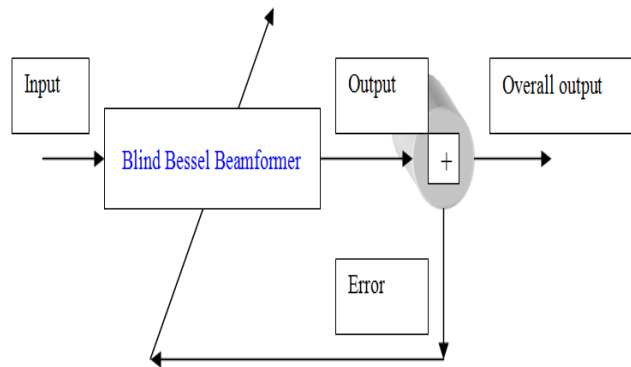 Input
Output
Overall output
Blind Bessel Beamformer
+
Error